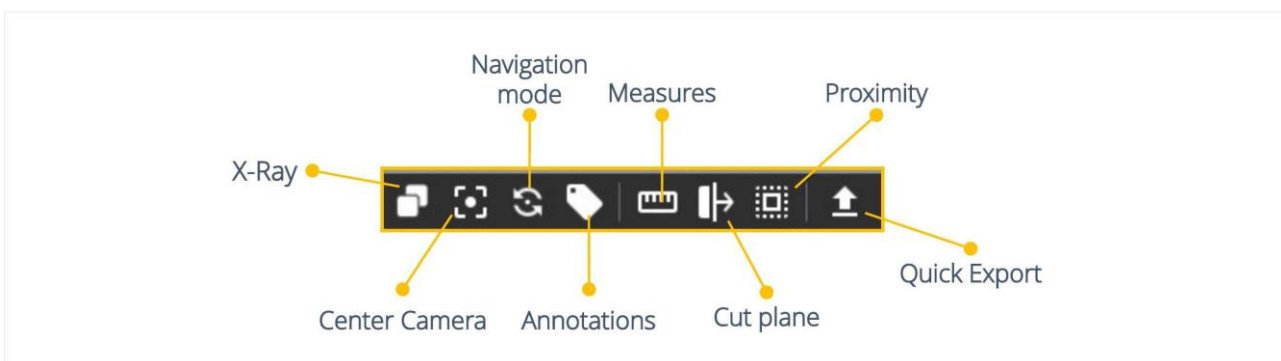 Navigation
mode
Measures
Proximity
X-Ray
Quick Export
Center Camera
Annotations
Cut plane